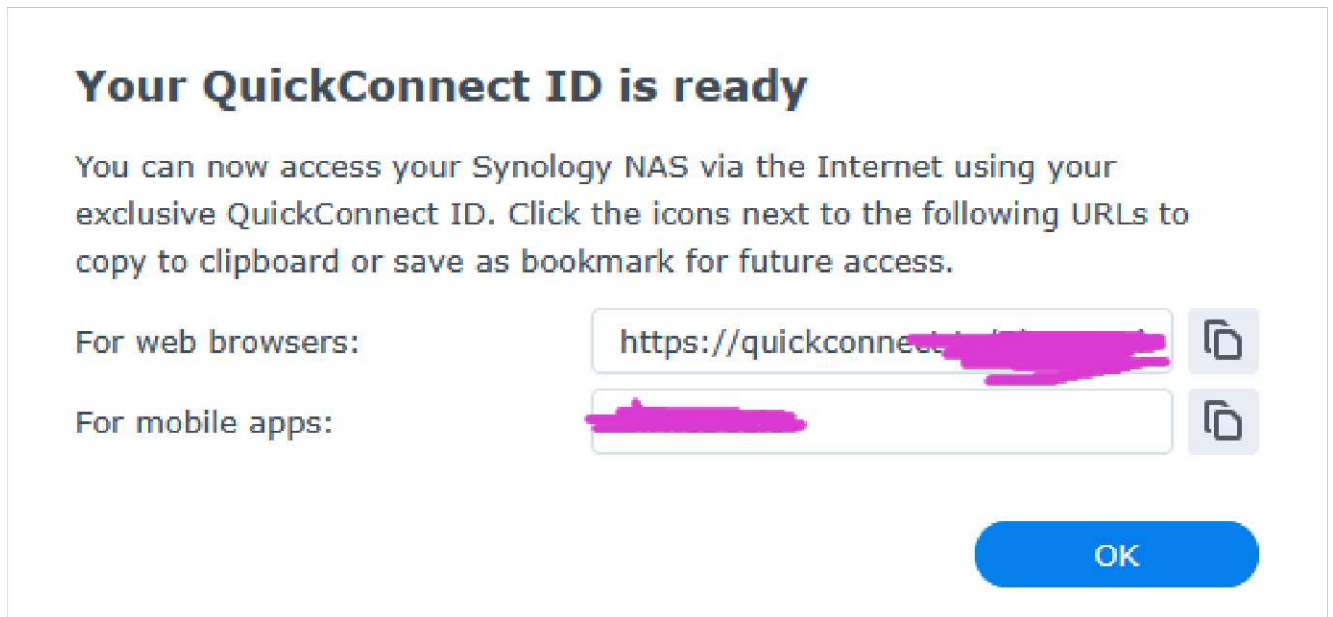 Your QuickConnect ID is ready
You can now access your Synology NAS via the Internet using your
exclusive QuickConnect ID. Click the icons next to the following URLs to
copy to clipboard or save as bookmark for future access.
For web browsers:
https://quickconnect
For mobile apps:
OK